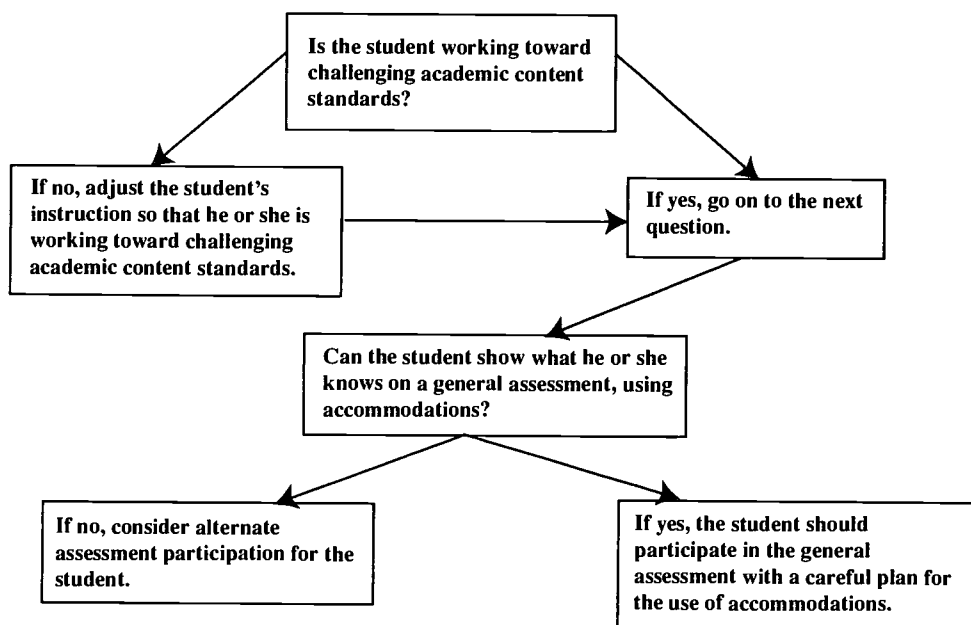 Is the student working toward
challenging academic content
standards?
If no, adjust the student's
instruction so that he or she is
working toward challenging
academic content standards.
If yes, go on to the next
question.
Can the student show what he or she
knows on a general assessment, using
accommodations?
If no, consider alternate
assessment participation for the
student.
If yes, the student should
participate in the general
assessment with a careful plan for
the use of accommodations.